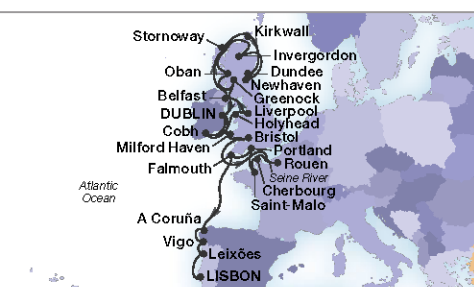 Kirkwall
Stornoway
Invergordon
Oban
Dundee
Newhaven
Belfast
Greenock
DUBLIN
Liverpool
Holyhead
Cobh
Bristol
Milford Haven
Portland
Falmouth
Rouen
Seine River
Cherbourg
Atlantic
Ocean
Saint-Malo
A Coruña
Vigo
Leixões
LISBON